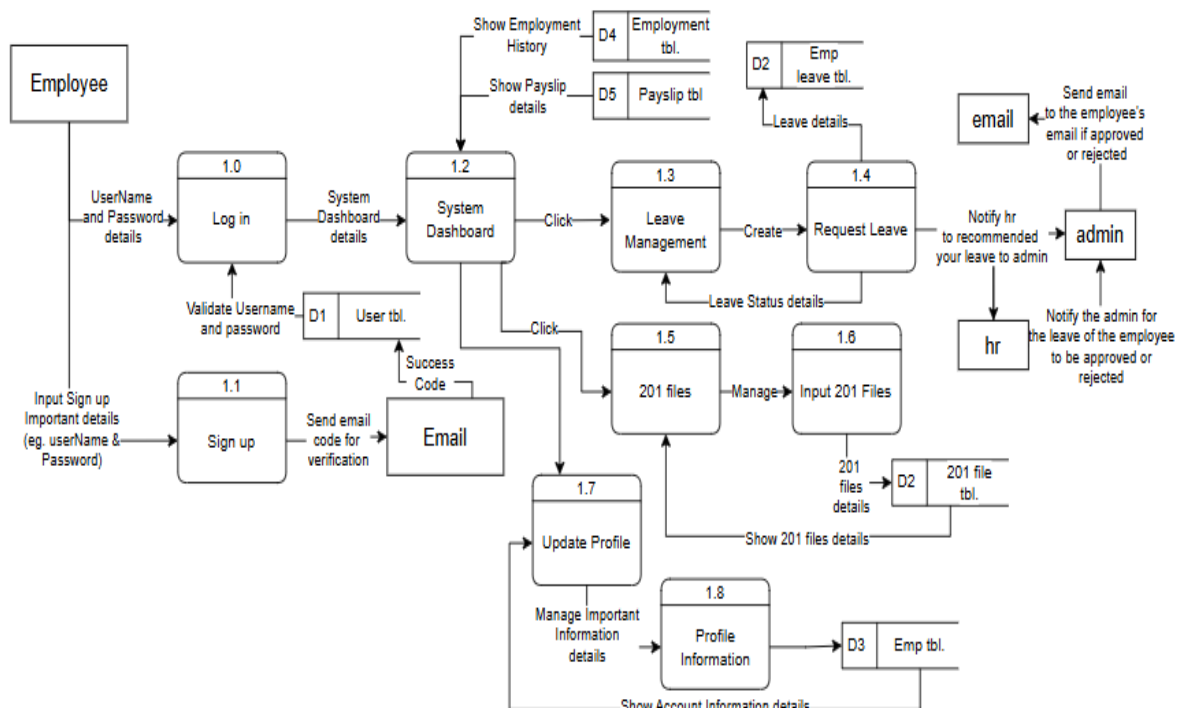 Employee
UserName
and Password
details
1.0
Log in
System
Dashboard
details
Show Employment
History
D4
Employment
tbl.
Show Payslip
details
D5
Payslip tbl
1.2
System
Dashboard
Click
1.3
Leave
Management
Create
D2
Emp
leave tbl.
Leave details
1.4
Request Leave
Leave Status details
Notify hr
to recommended
your leave to admin
email
Send email
to the employee's
email if approved
or rejected
admin
hr
Notify the admin for
the leave of the employee
to be approved or
rejected
Validate Username
and password
D1
User tbl.
Success
Code
Input Sign up
Important details
(eg. userName &
Password)
1.1
Sign up
Send email
code for
verification
Email
Click
1.5
201 files
Manage
1.6
Input 201 Files
201
files
details
D2
201 file
tbl.
Show 201 files details
1.7
Update Profile
Manage Important
Information
details
1.8
Profile
Information
D3
Emp tbl.
Show Account Information details